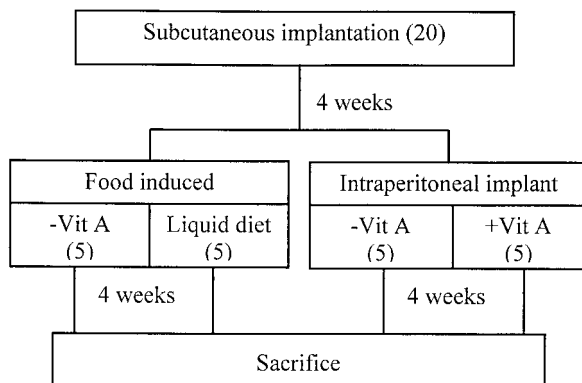 Subcutaneous implantation (20)
4 weeks
Food induced
Intraperitoneal implant
-Vit A
(5)
Liquid diet
(5)
-Vit A
(5)
+Vit A
(5)
4 weeks
4 weeks
Sacrifice